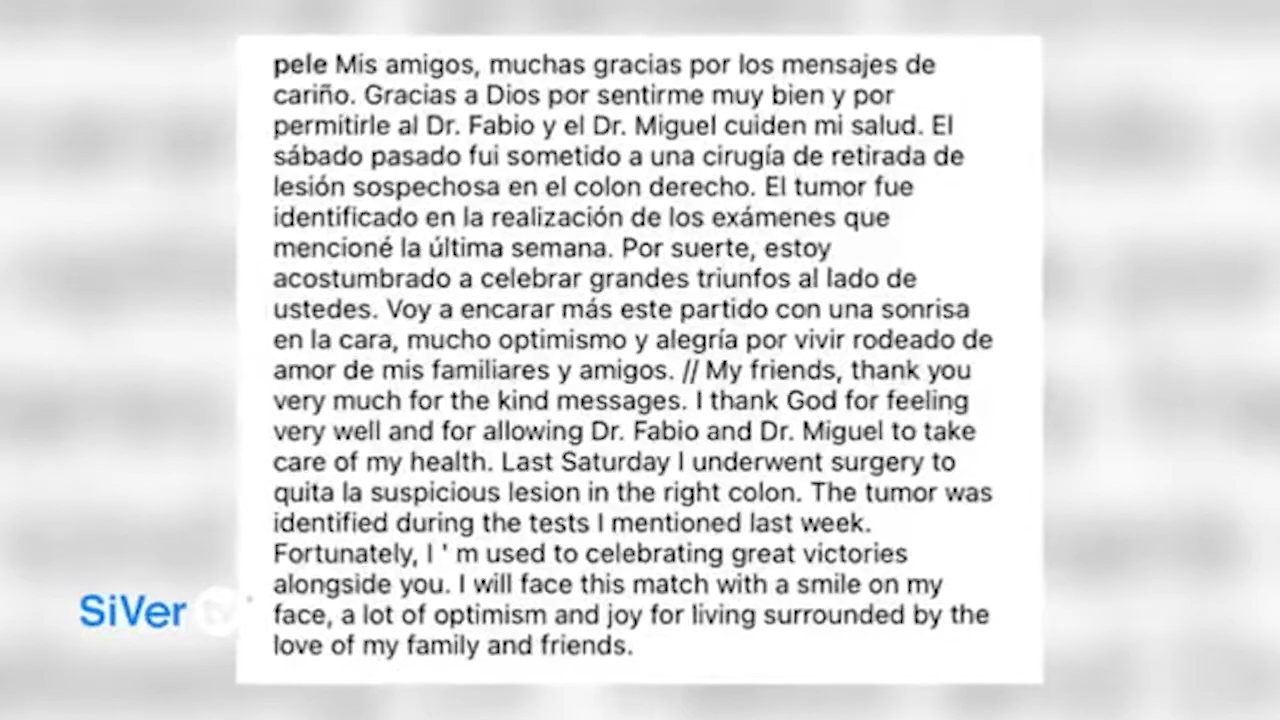 pele Mis amigos, muchas gracias por los mensajes de
cariño. Gracias a Dios por sentirme muy bien y por
permitirle al Dr. Fabio y el Dr. Miguel cuiden mi salud. El
sábado pasado fui sometido a una cirugía de retirada de
lesión sospechosa en el colon derecho. El tumor fue
identificado en la realización de los exámenes que
mencioné la última semana. Por suerte, estoy
acostumbrado a celebrar grandes triunfos al lado de
ustedes. Voy a encarar más este partido con una sonrisa
en la cara, mucho optimismo y alegría por vivir rodeado de
amor de mis familiares y amigos. // My friends, thank you
very much for the kind messages. I thank God for feeling
very well and for allowing Dr. Fabio and Dr. Miguel to take
care of my health. Last Saturday I underwent surgery to
quita la suspicious lesion in the right colon. The tumor was
identified during the tests I mentioned last week.
Fortunately, I ' m used to celebrating great victories
alongside you. I will face this match with a smile on my
face, a lot of optimism and joy for living surrounded by the
love of my family and friends.
SiVer tv